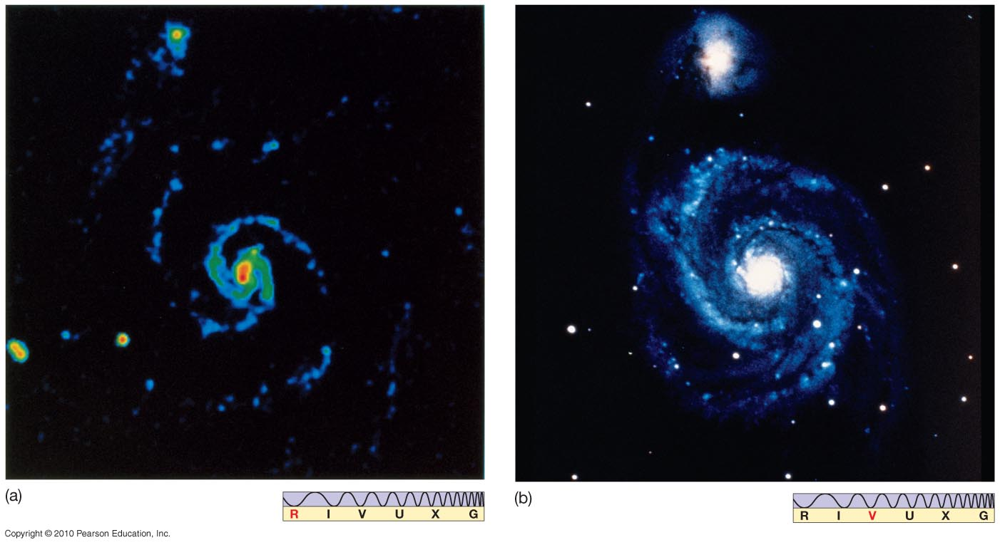 (a)
R I V U X G
(b)
R I V U X G
Copyright © 2010 Pearson Education, Inc.